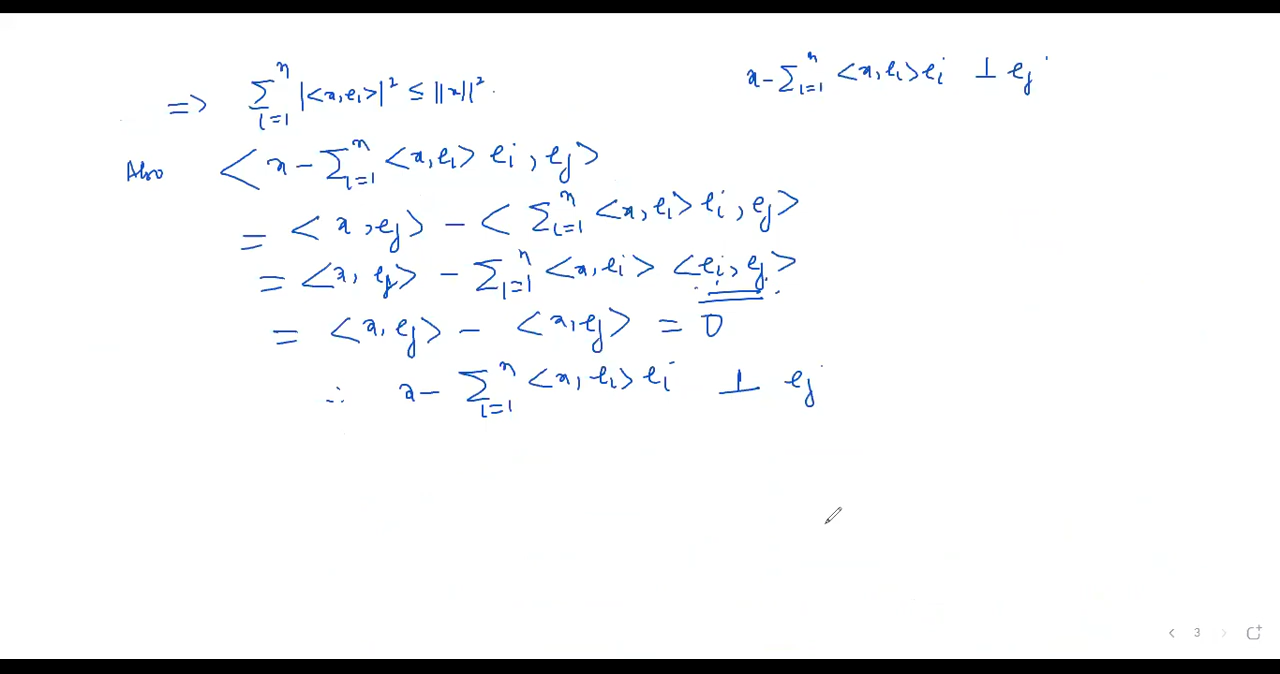 => ∑_{i=1}^{n} |<x,e_i>|² ≤ ||x||².
x - ∑_{i=1}^{n} <x,e_i> e_i ⊥ e_j
Also < x - ∑_{i=1}^{n} <x,e_i> e_i , e_j >
= < x , e_j > - < ∑_{i=1}^{n} <x,e_i> e_i , e_j >
= <x, e_j> - ∑_{i=1}^{n} <x,e_i> <e_i, e_j>
= <x, e_j> - <x,e_j> = 0
∴ x - ∑_{i=1}^{n} <x, e_i> e_i ⊥ e_j
< 3 >